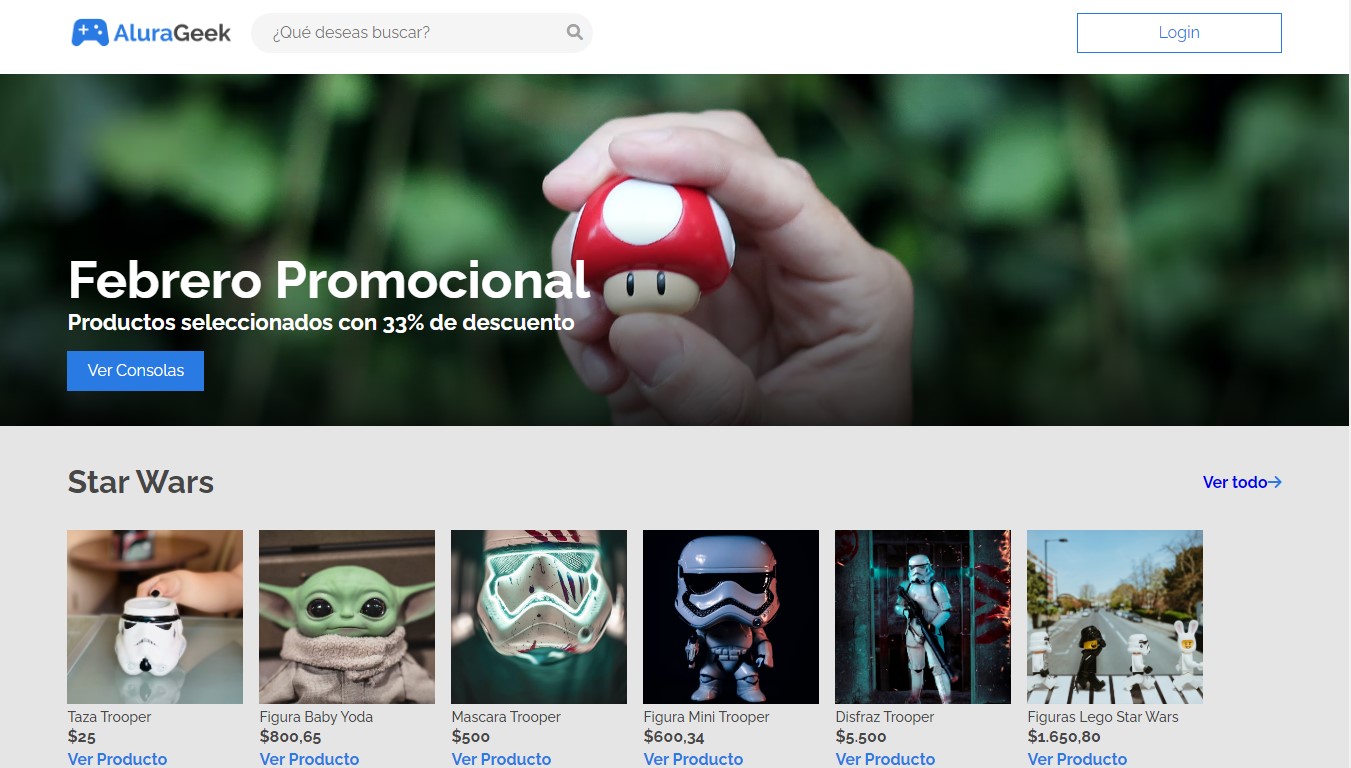 AluraGeek
¿Qué deseas buscar?
Login
Febrero Promocional
Productos seleccionados con 33% de descuento
Ver Consolas
Star Wars
Ver todo
Taza Trooper
$25
Ver Producto
Figura Baby Yoda
$800,65
Ver Producto
Mascara Trooper
$500
Ver Producto
Figura Mini Trooper
$600,34
Ver Producto
Disfraz Trooper
$5.500
Ver Producto
Figuras Lego Star Wars
$1.650,80
Ver Producto